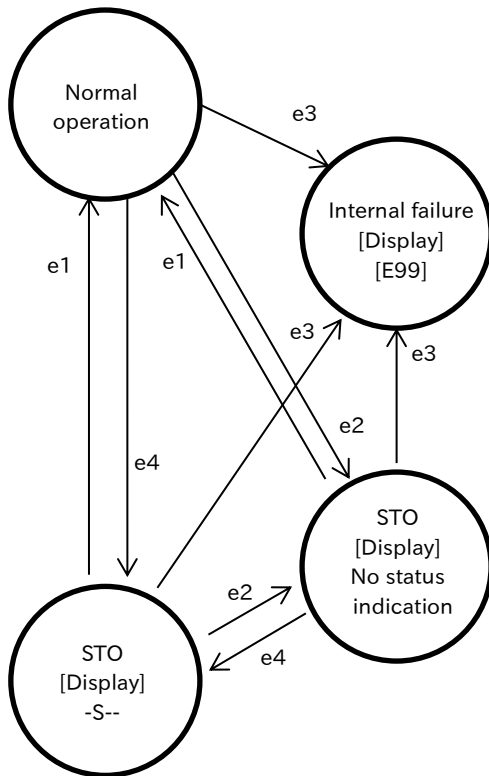 Normal
operation
e3
Internal failure
[Display]
[E99]
e1
e1
e3
e3
e2
e4
STO
[Display]
No status
indication
e2
e4
STO
[Display]
-S--